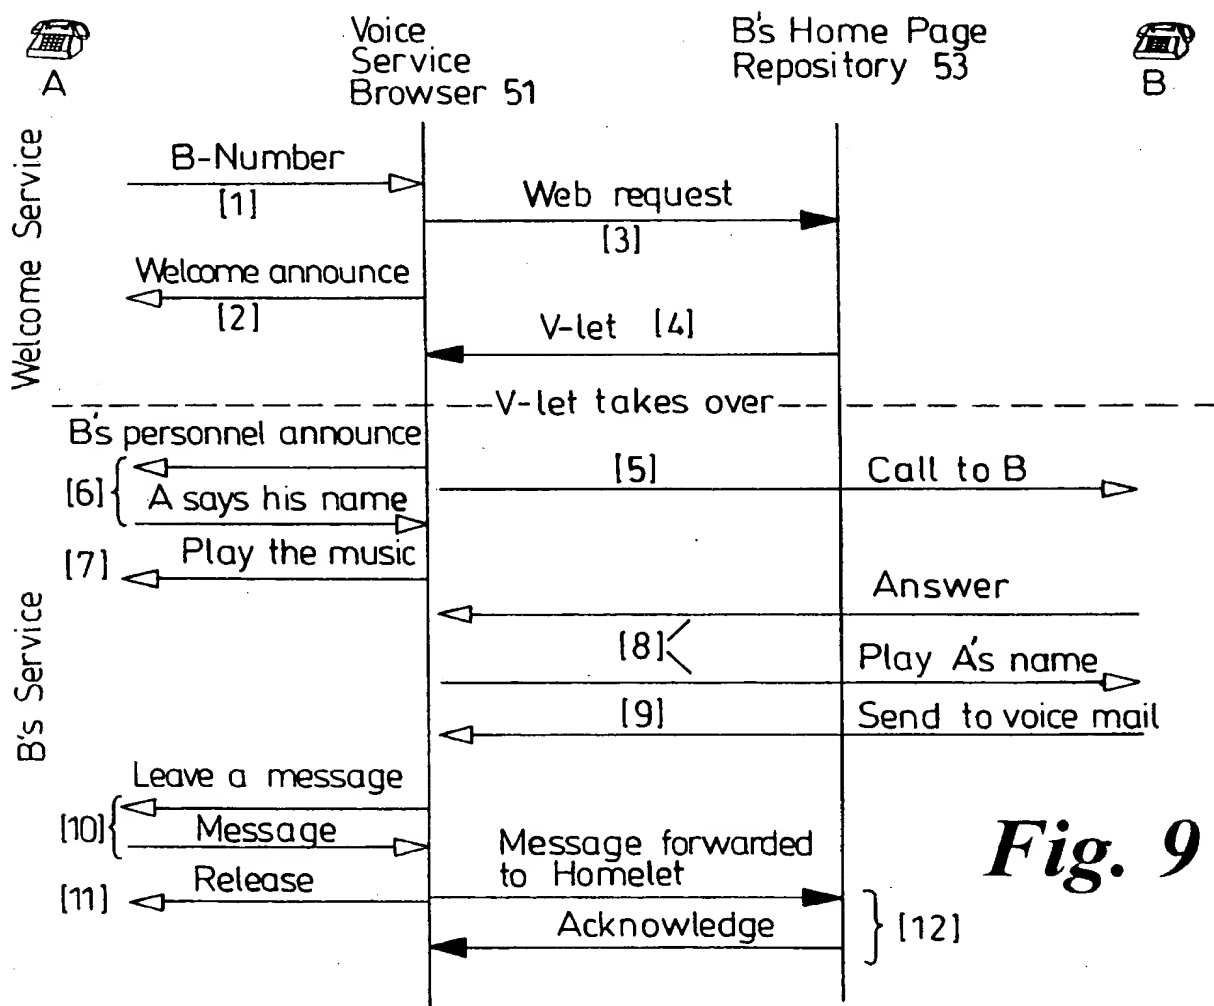 A
Voice
Service
Browser 51
B's Home Page
Repository 53
B
Welcome Service
B-Number
[1]
Web request
[3]
Welcome announce
[2]
V-let [4]
V-let takes over
B's Service
B's personnel announce
[5]
Call to B
[6]
A says his name
[7]
Play the music
Answer
[8]
Play A's name
[9]
Send to voice mail
Leave a message
[10]
Message
Message forwarded
to Homelet
[11]
Release
Acknowledge
[12]
Fig. 9